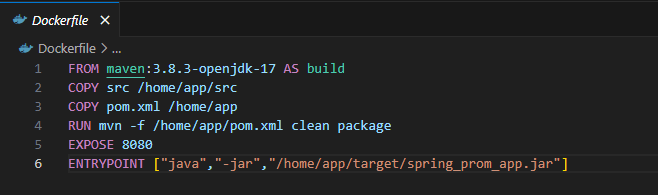 Dockerfile X
Dockerfile > ...
1 FROM maven:3.8.3-openjdk-17 AS build
2 COPY src /home/app/src
3 COPY pom.xml /home/app
4 RUN mvn -f /home/app/pom.xml clean package
5 EXPOSE 8080
6 ENTRYPOINT ["java","-jar","/home/app/target/spring_prom_app.jar"]